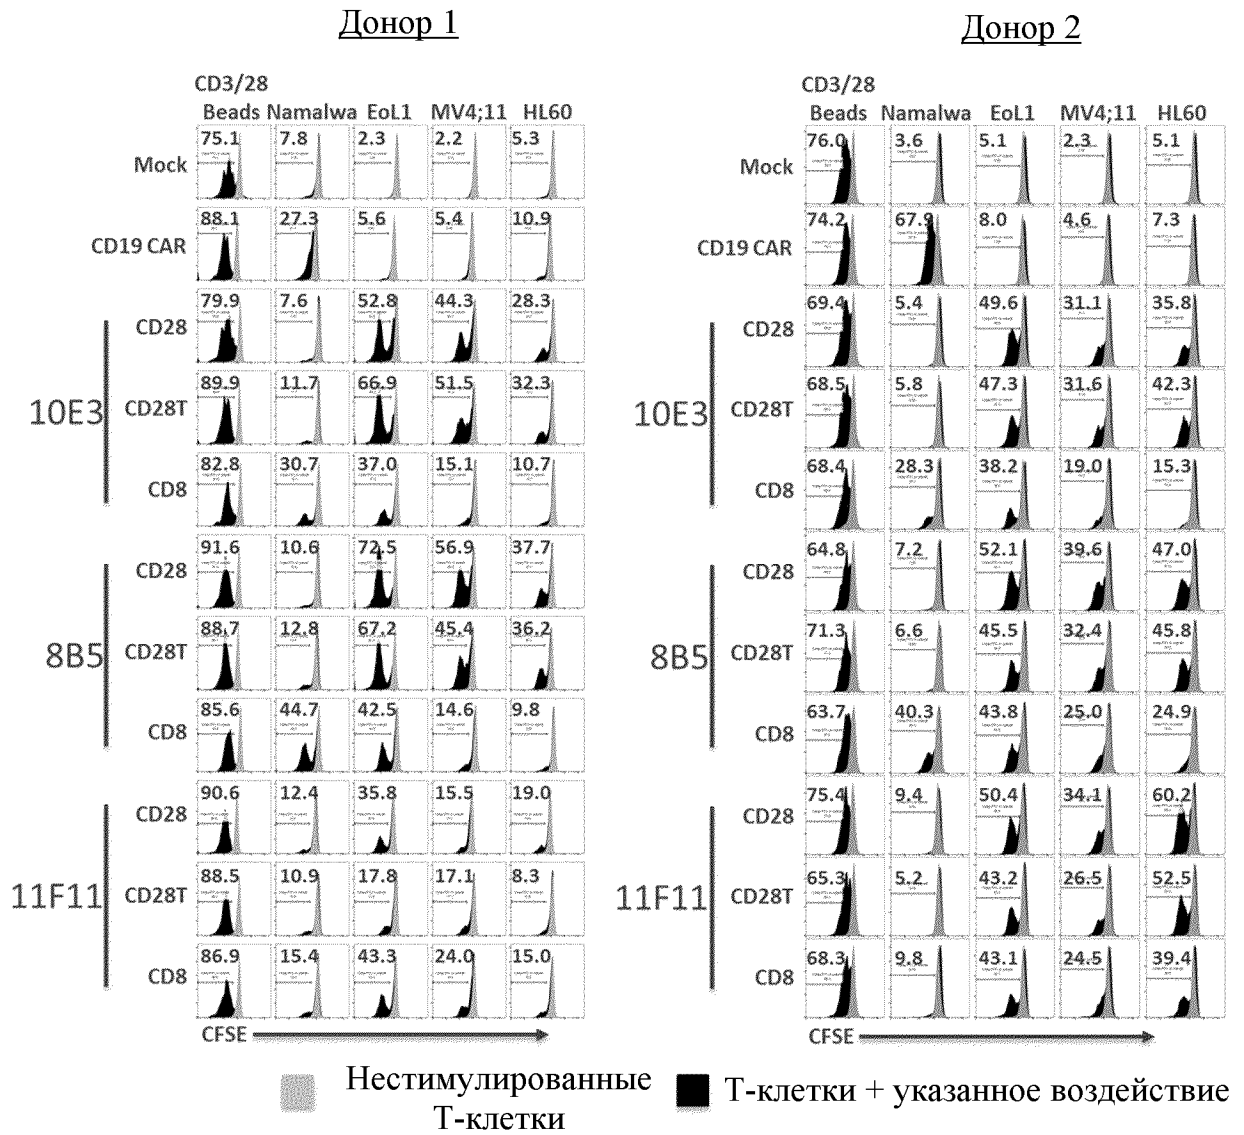 Донор 1
CD3/28
Beads Namalwa EoL1 MV4;11 HL60
Mock 75.1 7.8 2.3 2.2 5.3
CD19 CAR 88.1 27.3 5.6 5.4 10.9
10E3
CD28 79.9 7.6 52.8 44.3 28.3
CD28T 89.9 11.7 66.9 51.5 32.3
CD8 82.8 30.7 37.0 15.1 10.7
8B5
CD28 91.6 10.6 72.5 56.9 37.7
CD28T 88.7 12.8 67.2 45.4 36.2
CD8 85.6 44.7 42.5 14.6 9.8
11F11
CD28 90.6 12.4 35.8 15.5 19.0
CD28T 88.5 10.9 17.8 17.1 8.3
CD8 86.9 15.4 43.3 24.0 15.0
CFSE
Донор 2
CD3/28
Beads Namalwa EoL1 MV4;11 HL60
Mock 76.0 3.6 5.1 2.3 5.1
CD19 CAR 74.2 67.9 8.0 4.6 7.3
10E3
CD28 69.4 5.4 49.6 31.1 35.8
CD28T 68.5 5.8 47.3 31.6 42.3
CD8 68.4 28.3 38.2 19.0 15.3
8B5
CD28 64.8 7.2 52.1 39.6 47.0
CD28T 71.3 6.6 45.5 32.4 45.8
CD8 63.7 40.3 43.8 25.0 24.9
11F11
CD28 75.4 9.4 50.4 34.1 60.2
CD28T 65.3 5.2 43.2 26.5 52.5
CD8 68.3 9.8 43.1 24.5 39.4
CFSE
Нестимулированные
Т-клетки
Т-клетки + указанное воздействие